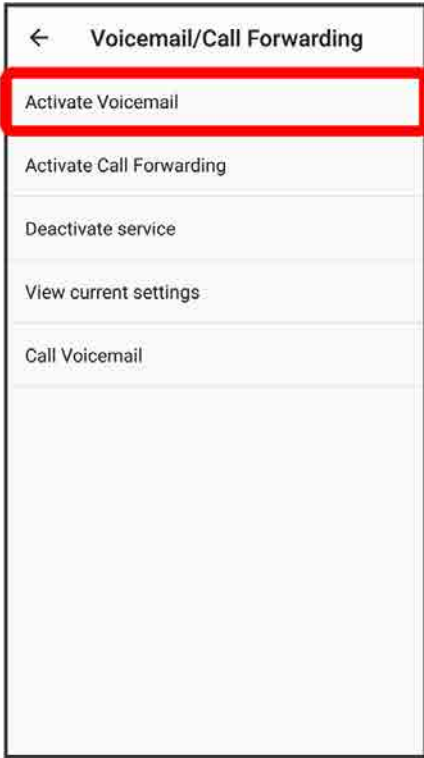 Voicemail/Call Forwarding
Activate Voicemail
Activate Call Forwarding
Deactivate service
View current settings
Call Voicemail